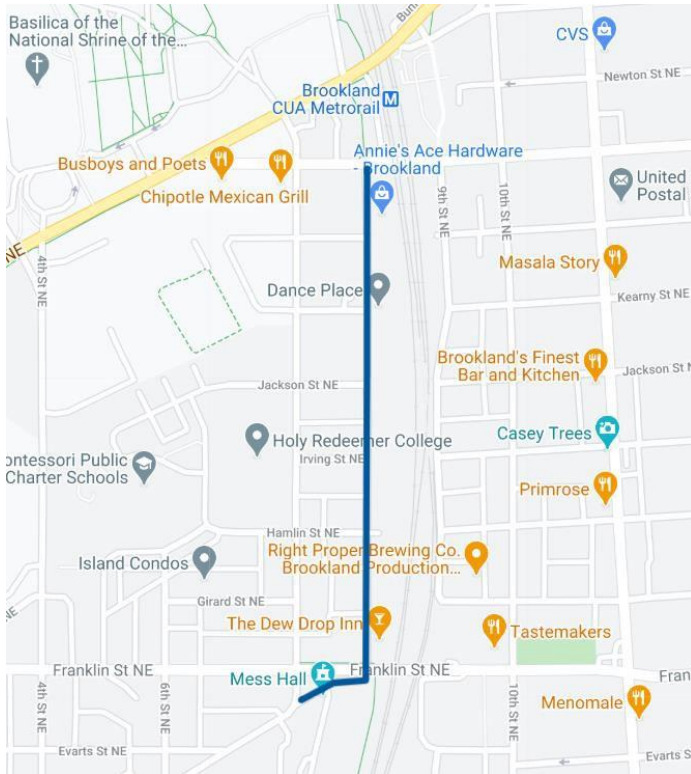 Basilica of the
National Shrine of the...
Bun
CVS
Newton St NE
Brookland
CUA Metrorail
M
Annie's Ace Hardware
- Brookland
Busboys and Poets
Chipotle Mexican Grill
United
Postal
NE
4th St NE
9th St NE
10th St NE
Masala Story
Dance Place
Kearny St NE
Brookland's Finest
Bar and Kitchen
Jackson St NE
Jackson St NE
Casey Trees
Holy Redeemer College
Irving St NE
ontessori Public
Charter Schools
Primrose
Hamlin St NE
Right Proper Brewing Co.
Brookland Production...
Island Condos
Girard St NE
NE
The Dew Drop Inn
Tastemakers
Franklin St NE
Franklin St NE
Fran
Mess Hall
4th St NE
6th St NE
10th St NE
Menomale
Evarts St NE
Evarts St NE